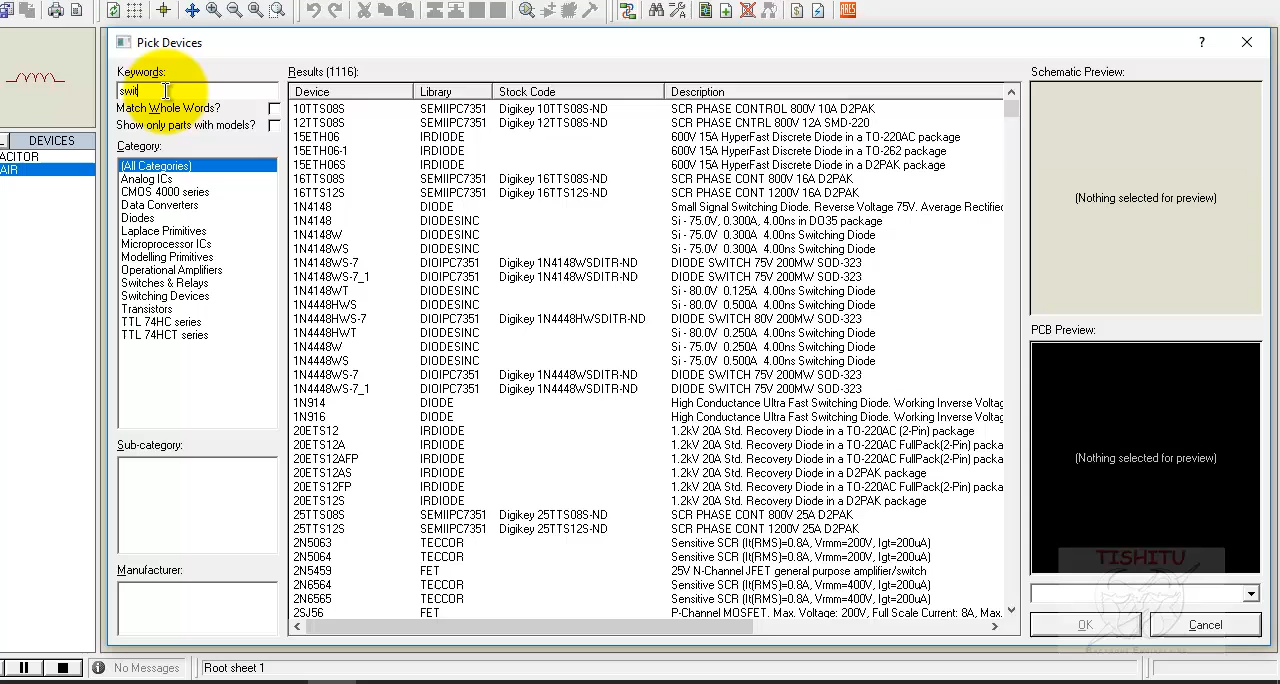 ARES
Pick Devices
?
Keywords:
swit
Match Whole Words?
Show only parts with models?
Category:
(All Categories)
Analog ICs
CMOS 4000 series
Data Converters
Diodes
Laplace Primitives
Microprocessor ICs
Modelling Primitives
Operational Amplifiers
Switches & Relays
Switching Devices
Transistors
TTL 74HC series
TTL 74HCT series
Sub-category:
Manufacturer:
L DEVICES
ACITOR
AIR
Results (1116):
Device Library Stock Code Description
10TTS08S SEMIIPC7351 Digikey 10TTS08S-ND SCR PHASE CONTROL 800V 10A D2PAK
12TTS08S SEMIIPC7351 Digikey 12TTS08S-ND SCR PHASE CNTRL 800V 12A SMD-220
15ETH06 IRDIODE 600V 15A HyperFast Discrete Diode in a TO-220AC package
15ETH06-1 IRDIODE 600V 15A HyperFast Discrete Diode in a TO-262 package
15ETH06S IRDIODE 600V 15A HyperFast Discrete Diode in a D2PAK package
16TTS08S SEMIIPC7351 Digikey 16TTS08S-ND SCR PHASE CONT 800V 16A D2PAK
16TTS12S SEMIIPC7351 Digikey 16TTS12S-ND SCR PHASE CONT 1200V 16A D2PAK
1N4148 DIODE Small Signal Switching Diode. Reverse Voltage 75V. Average Rectified
1N4148 DIODESINC Si - 75.0V 0.300A 4.00ns in DO35 package
1N4148W DIODESINC Si - 75.0V 0.300A 4.00ns Switching Diode
1N4148WS DIODESINC Si - 75.0V 0.300A 4.00ns Switching Diode
1N4148WS-7 DIOIPC7351 Digikey 1N4148WSDITR-ND DIODE SWITCH 75V 200MW SOD-323
1N4148WS-7_1 DIOIPC7351 Digikey 1N4148WSDITR-ND DIODE SWITCH 75V 200MW SOD-323
1N4148WT DIODESINC Si - 80.0V 0.125A 4.00ns Switching Diode
1N4448HWS DIODESINC Si - 80.0V 0.500A 4.00ns Switching Diode
1N4448HWS-7 DIOIPC7351 Digikey 1N4448HWSDITR-ND DIODE SWITCH 80V 200MW SOD-323
1N4448HWT DIODESINC Si - 80.0V 0.250A 4.00ns Switching Diode
1N4448W DIODESINC Si - 75.0V 0.250A 4.00ns Switching Diode
1N4448WS DIODESINC Si - 75.0V 0.500A 4.00ns Switching Diode
1N4448WS-7 DIOIPC7351 Digikey 1N4448WSDITR-ND DIODE SWITCH 75V 200MW SOD-323
1N4448WS-7_1 DIOIPC7351 Digikey 1N4448WSDITR-ND DIODE SWITCH 75V 200MW SOD-323
1N914 DIODE High Conductance Ultra Fast Switching Diode. Working Inverse Voltag
1N916 DIODE High Conductance Ultra Fast Switching Diode. Working Inverse Voltag
20ETS12 IRDIODE 1.2kV 20A Std. Recovery Diode in a TO-220AC (2-Pin) package
20ETS12A IRDIODE 1.2kV 20A Std. Recovery Diode in a TO-220AC FullPack(2-Pin) packa
20ETS12AFP IRDIODE 1.2kV 20A Std. Recovery Diode in a TO-220AC FullPack(2-Pin) packa
20ETS12AS IRDIODE 1.2kV 20A Std. Recovery Diode in a D2PAK package
20ETS12FP IRDIODE 1.2kV 20A Std. Recovery Diode in a TO-220AC FullPack(2-Pin) packa
20ETS12S IRDIODE 1.2kV 20A Std. Recovery Diode in a D2PAK package
25TTS08S SEMIIPC7351 Digikey 25TTS08S-ND SCR PHASE CONT 800V 25A D2PAK
25TTS12S SEMIIPC7351 Digikey 25TTS12S-ND SCR PHASE CONT 1200V 25A D2PAK
2N5063 TECCOR Sensitive SCR (It(RMS)=0.8A, Vrmm=200V, Igt=200uA)
2N5064 TECCOR Sensitive SCR (It(RMS)=0.8A, Vrmm=200V, Igt=200uA)
2N5459 FET 25V N-Channel JFET general purpose amplifier/switch
2N6564 TECCOR Sensitive SCR (It(RMS)=0.8A, Vrmm=400V, Igt=200uA)
2N6565 TECCOR Sensitive SCR (It(RMS)=0.8A, Vrmm=400V, Igt=200uA)
2SJ56 FET P-Channel MOSFET. Max. Voltage: 200V, Full Scale Current: 8A, Max.
Schematic Preview:
(Nothing selected for preview)
PCB Preview:
(Nothing selected for preview)
TISHITU
OK Cancel
No Messages Root sheet 1